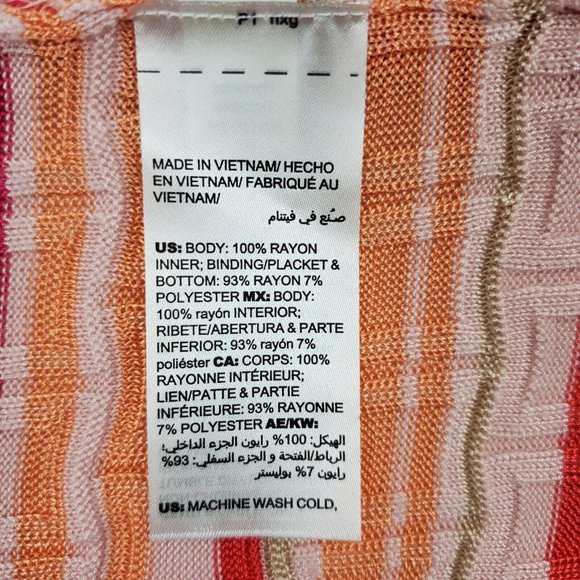 MADE IN VIETNAM/ HECHO
EN VIETNAM/ FABRIQUÉ AU
VIETNAM/
صُنع في فيتنام
US: BODY: 100% RAYON
INNER; BINDING/PLACKET &
BOTTOM: 93% RAYON 7%
POLYESTER MX: BODY:
100% rayón INTERIOR;
RIBETE/ABERTURA & PARTE
INFERIOR: 93% rayón 7%
poliéster CA: CORPS: 100%
RAYONNE INTÉRIEUR;
LIEN/PATTE & PARTIE
INFÉRIEURE: 93% RAYONNE
7% POLYESTER AE/KW:
الهيكل: 100% رايون الجزء الداخلي:
الرباط/الفتحة و الجزء السفلي: 93%
رايون 7% بوليستر
US: MACHINE WASH COLD,